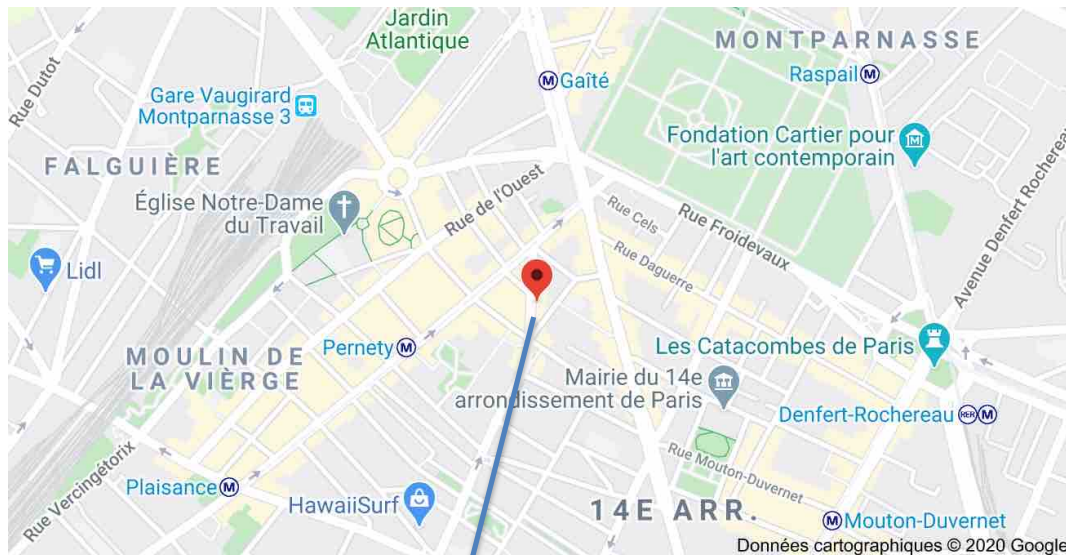 Jardin
Atlantique
MONTPARNASSE
Gaîté
Raspail
Rue Dutot
Gare Vaugirard
Montparnasse 3
Fondation Cartier pour
l'art contemporain
FALGUIÈRE
Rue de l'Ouest
Église Notre-Dame
du Travail
Rue Cels
Rue Froidevaux
Avenue Denfert Rochereau
Lidl
Rue Daguerre
Pernety
Les Catacombes de Paris
MOULIN DE
LA VIÈRGE
Mairie du 14e
arrondissement de Paris
Denfert-Rochereau
RER
Rue Vercingétorix
Plaisance
HawaiiSurf
Rue Mouton-Duvernet
14E ARR.
Mouton-Duvernet
Données cartographiques © 2020 Google